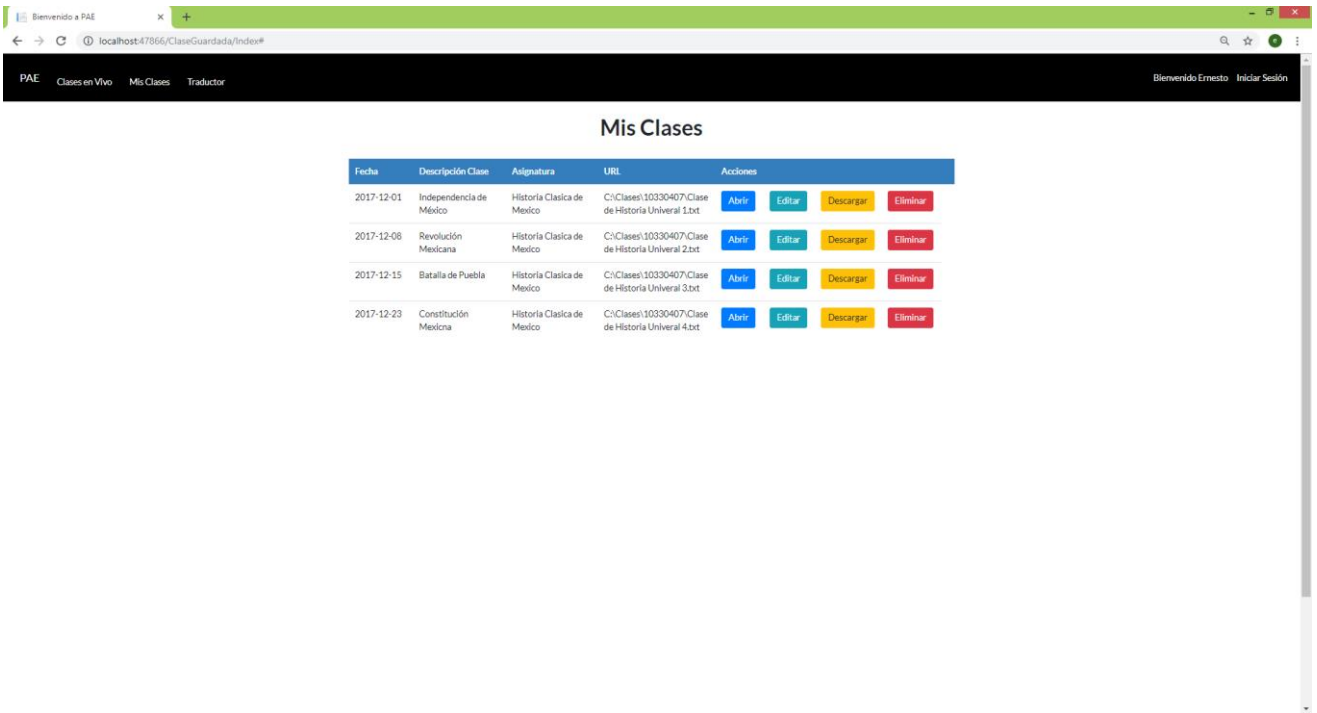 Bienvenido a PAE
localhost:47866/ClaseGuardada/Index#
PAE Clases en Vivo Mis Clases Traductor Bienvenido Ernesto Iniciar Sesión
Mis Clases
Fecha Descripción Clase Asignatura URL Acciones
2017-12-01 Independencia de Historia Clasica de C:\Clases\10330407\Clase Abrir Editar Descargar Eliminar
México Mexico de Historia Univeral 1.txt
2017-12-08 Revolución Historia Clasica de C:\Clases\10330407\Clase Abrir Editar Descargar Eliminar
Mexicana Mexico de Historia Univeral 2.txt
2017-12-15 Batalla de Puebla Historia Clasica de C:\Clases\10330407\Clase Abrir Editar Descargar Eliminar
Mexico de Historia Univeral 3.txt
2017-12-23 Constitución Historia Clasica de C:\Clases\10330407\Clase Abrir Editar Descargar Eliminar
Mexicna Mexico de Historia Univeral 4.txt